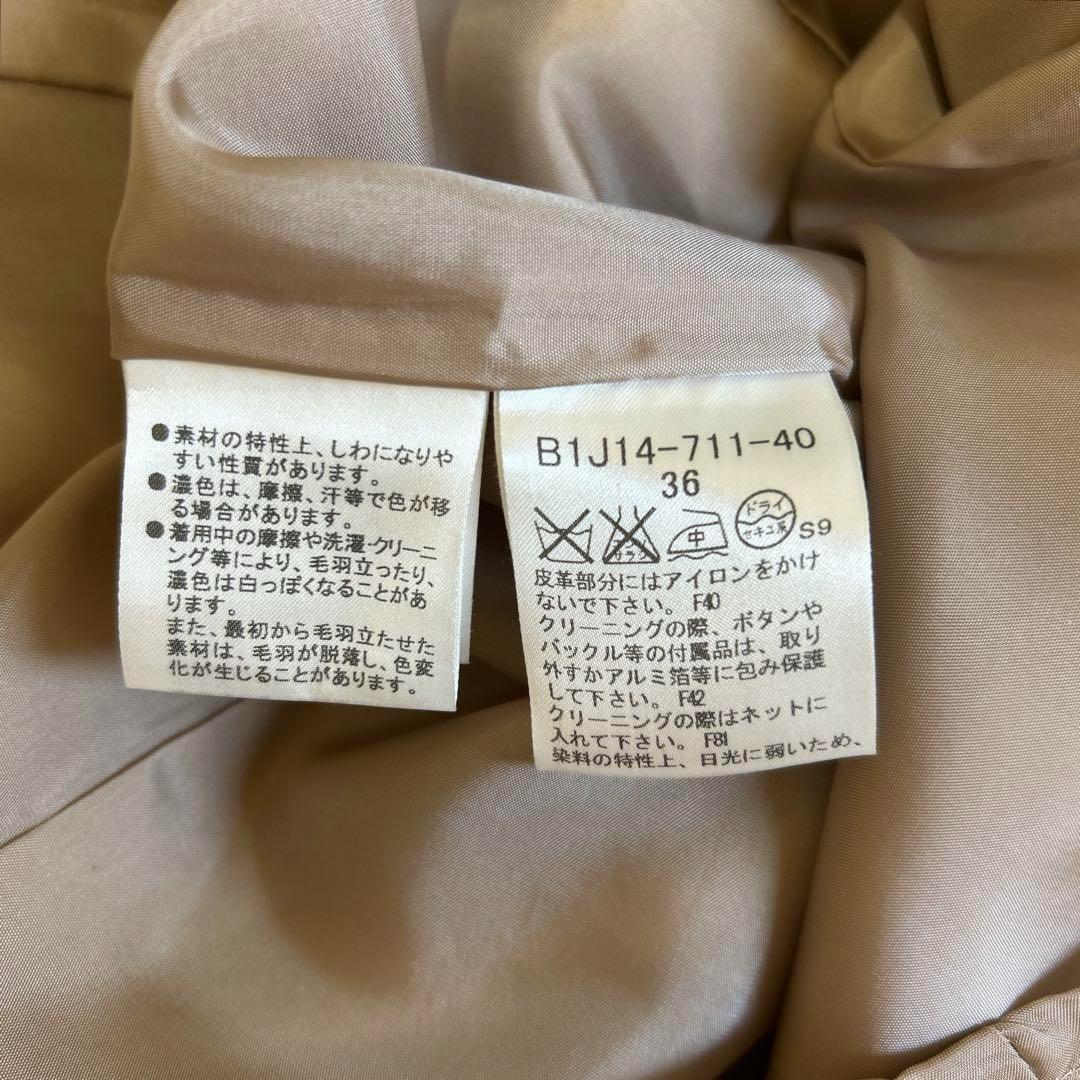 ●素材の特性上、しわになりや
すい性質があります。
●濃色は、摩擦、汗等で色が移
る場合があります。
●着用中の摩擦や洗濯・クリーニ
ング等により、毛羽立ったり、
濃色は白っぽくなることがあ
ります。
また、最初から毛羽立たせた
素材は、毛羽が脱落し、色変
化が生じることがあります。
B1J14-711-40
36
中
ドライ
セキユ系
S9
皮革部分にはアイロンをかけ
ないで下さい。 F40
クリーニングの際、ボタンや
バックル等の付属品は、取り
外すかアルミ箔等に包み保護
して下さい。 F42
クリーニングの際はネットに
入れて下さい。 F81
染料の特性上、日光に弱いため、